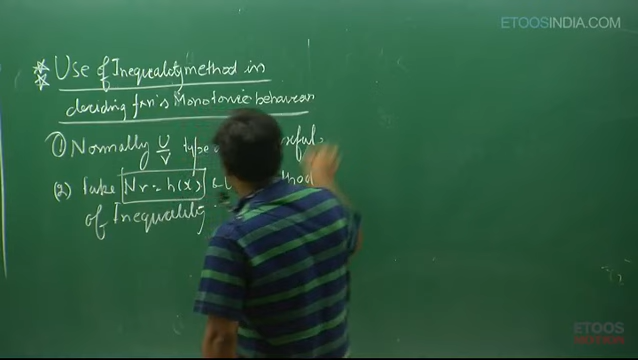 ETOOSINDIA.COM
** Use of Inequality method in
deciding fxn's Monotonic behaviour
① Normally U/V type
(2) Take Nr = h(x) &
of Inequality
ETOOS